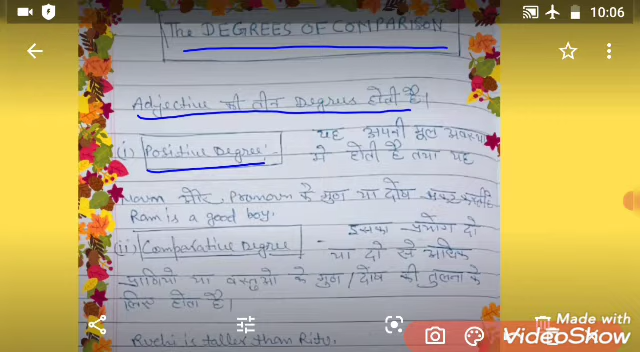 10:06
The DEGREES OF COMPARISON
Adjective की तीन Degrees होती है।
(i) Positive Degree: यह अपनी मूल अवस्था
मे होती है तथा यह
Noun और Pronoun के गुण या दोष प्रकट करती है
Ram is a good boy.
(ii) Comparative Degree - इसका प्रयोग दो
या दो से अधिक
प्राणियो या वस्तुओ के गुण/दोष की तुलना के
लिए होता है।
Ruchi is taller than Ritu.
Made with
VideoShow